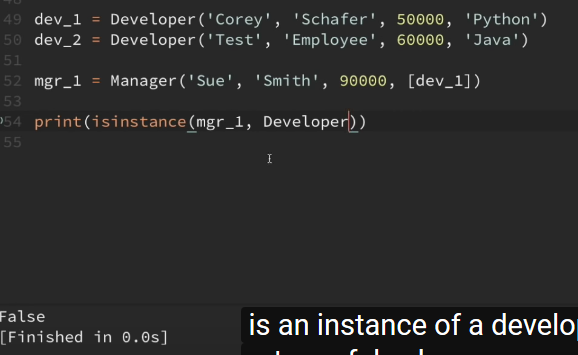 49 dev_1 = Developer('Corey', 'Schafer', 50000, 'Python')
50 dev_2 = Developer('Test', 'Employee', 60000, 'Java')
51
52 mgr_1 = Manager('Sue', 'Smith', 90000, [dev_1])
53
54 print(isinstance(mgr_1, Developer))
55
False
[Finished in 0.0s]
is an instance of a develo